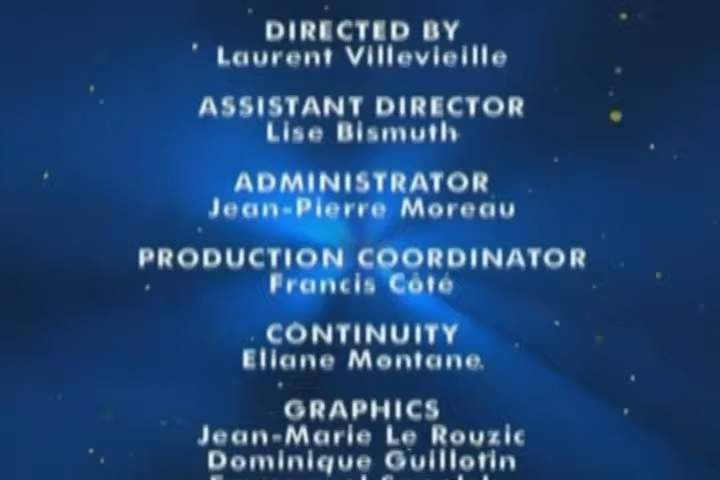 DIRECTED BY
Laurent Villevieille
ASSISTANT DIRECTOR
Lise Bismuth
ADMINISTRATOR
Jean-Pierre Moreau
PRODUCTION COORDINATOR
Francis Côté
CONTINUITY
Eliane Montane
GRAPHICS
Jean-Marie Le Rouzic
Dominique Guillotin